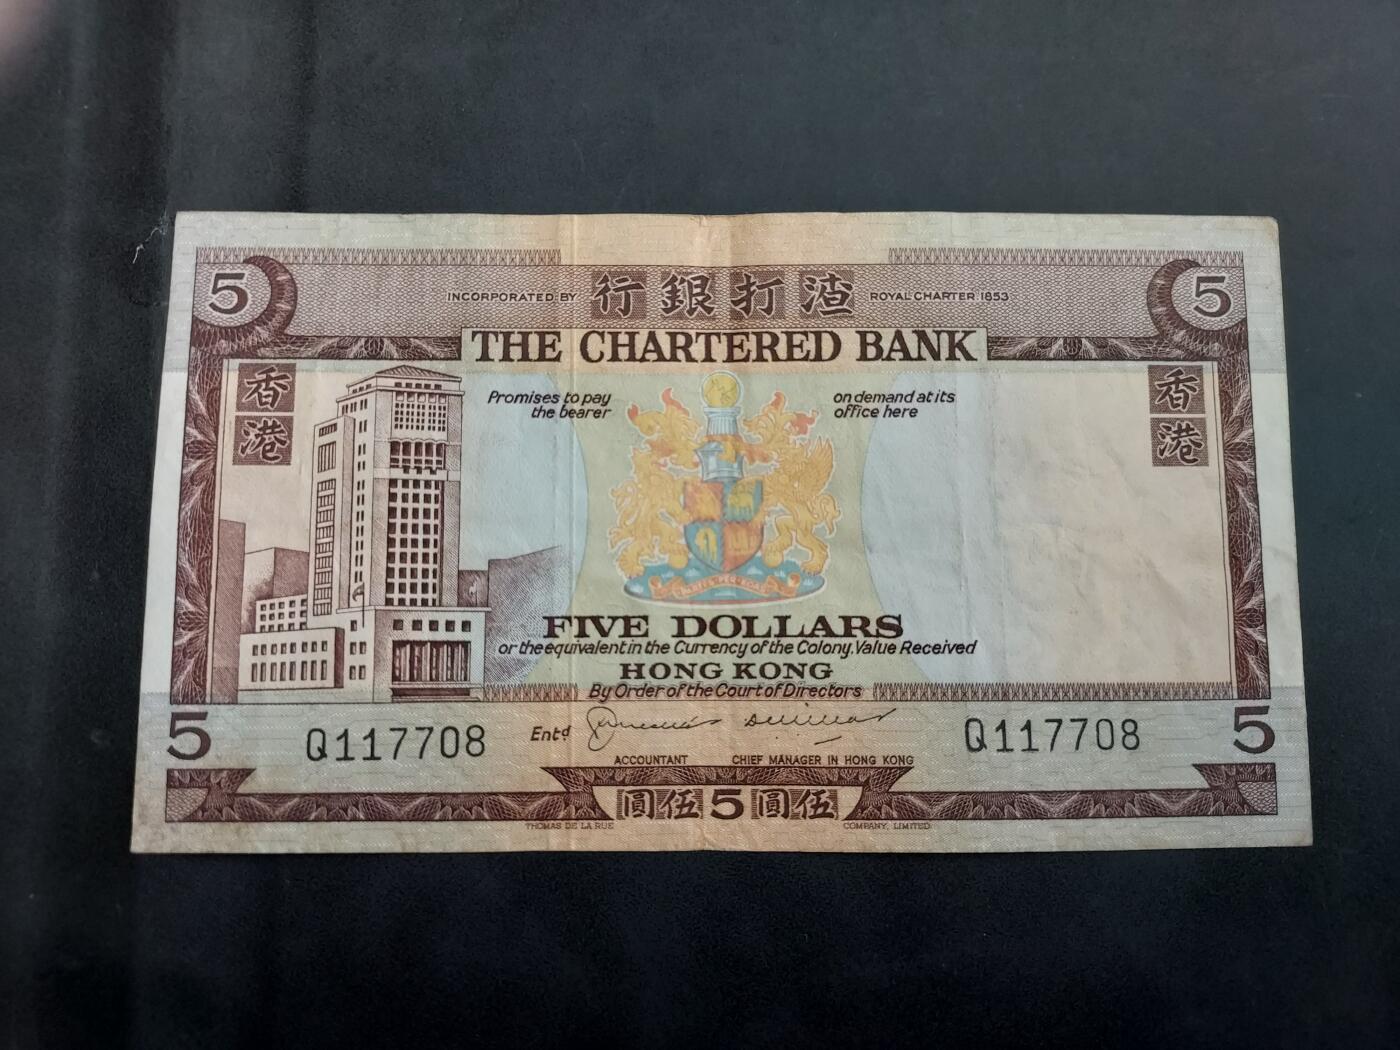 5
INCORPORATED BY 行銀打渣 ROYAL CHARTER 1853
5
THE CHARTERED BANK
香港
Promises to pay the bearer
on demand at its office here
香港
FIVE DOLLARS
or the equivalent in the Currency of the Colony. Value Received
HONG KONG
By Order of the Court of Directors
5
Q117708
Entd
Q117708
5
ACCOUNTANT
CHIEF MANAGER IN HONG KONG
圓伍5圓伍
THOMAS DE LA RUE
COMPANY, LIMITED